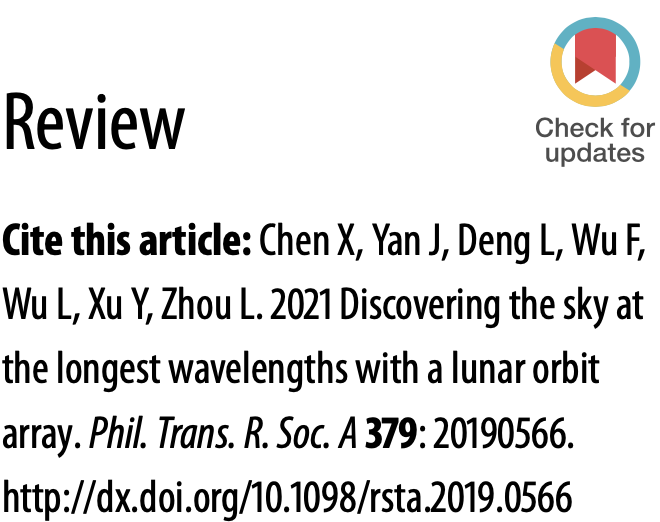 Check for
updates
Review
Cite this article: Chen X, Yan J, Deng L, Wu F,
Wu L, Xu Y, Zhou L. 2021 Discovering the sky at
the longest wavelengths with a lunar orbit
array. Phil. Trans. R. Soc. A 379: 20190566.
http://dx.doi.org/10.1098/rsta.2019.0566